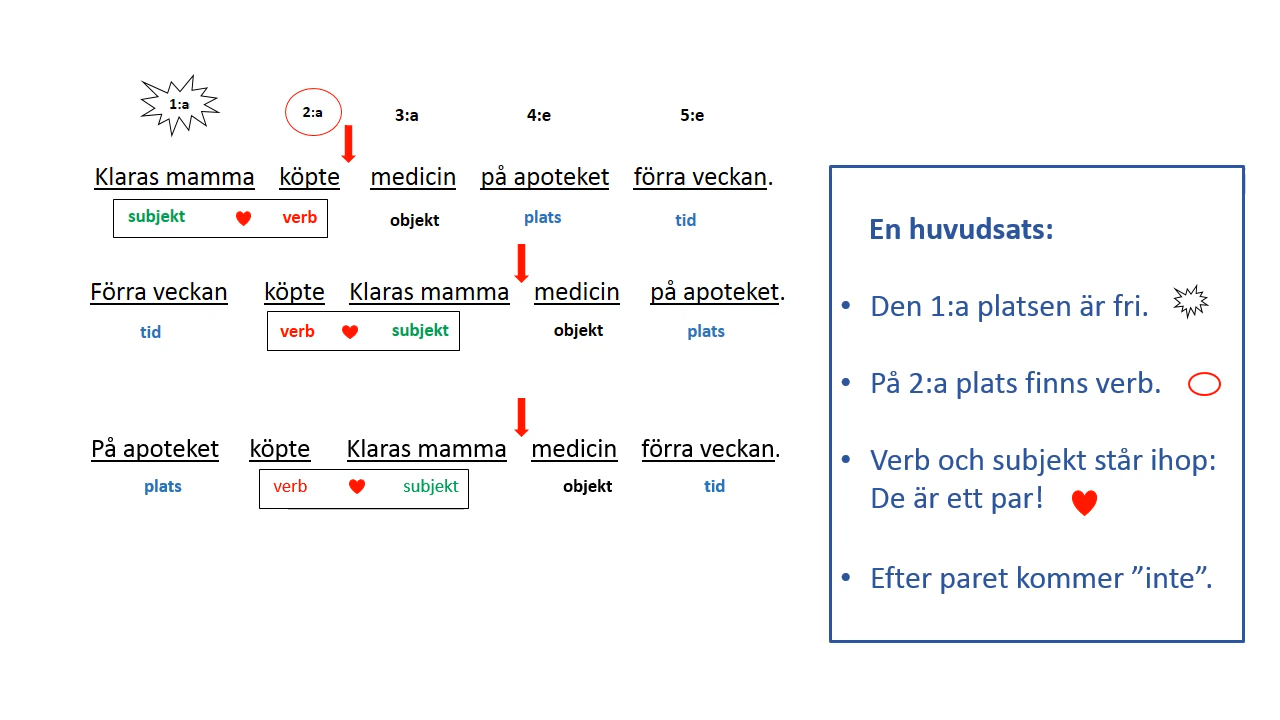 1:a 2:a 3:a 4:e 5:e
Klaras mamma köpte medicin på apoteket förra veckan.
subjekt verb objekt plats tid
Förra veckan köpte Klaras mamma medicin på apoteket.
tid verb subjekt objekt plats
På apoteket köpte Klaras mamma medicin förra veckan.
plats verb subjekt objekt tid
En huvudsats:
• Den 1:a platsen är fri.
• På 2:a plats finns verb.
• Verb och subjekt står ihop:
De är ett par!
• Efter paret kommer ”inte”.